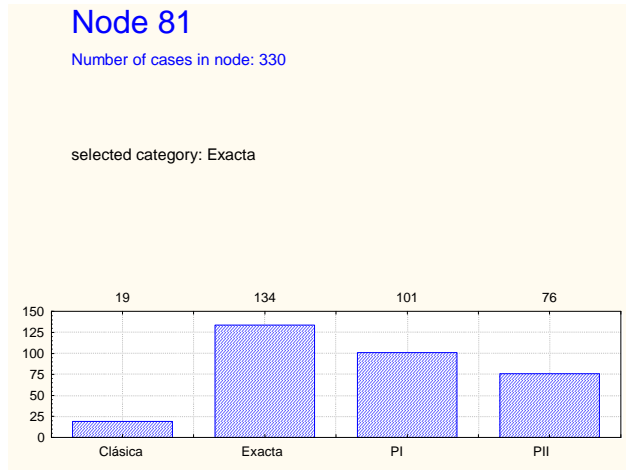 Node 81
Number of cases in node: 330
selected category: Exacta
19 134 101 76
150
125
100
75
50
25
0
Clásica Exacta PI PII